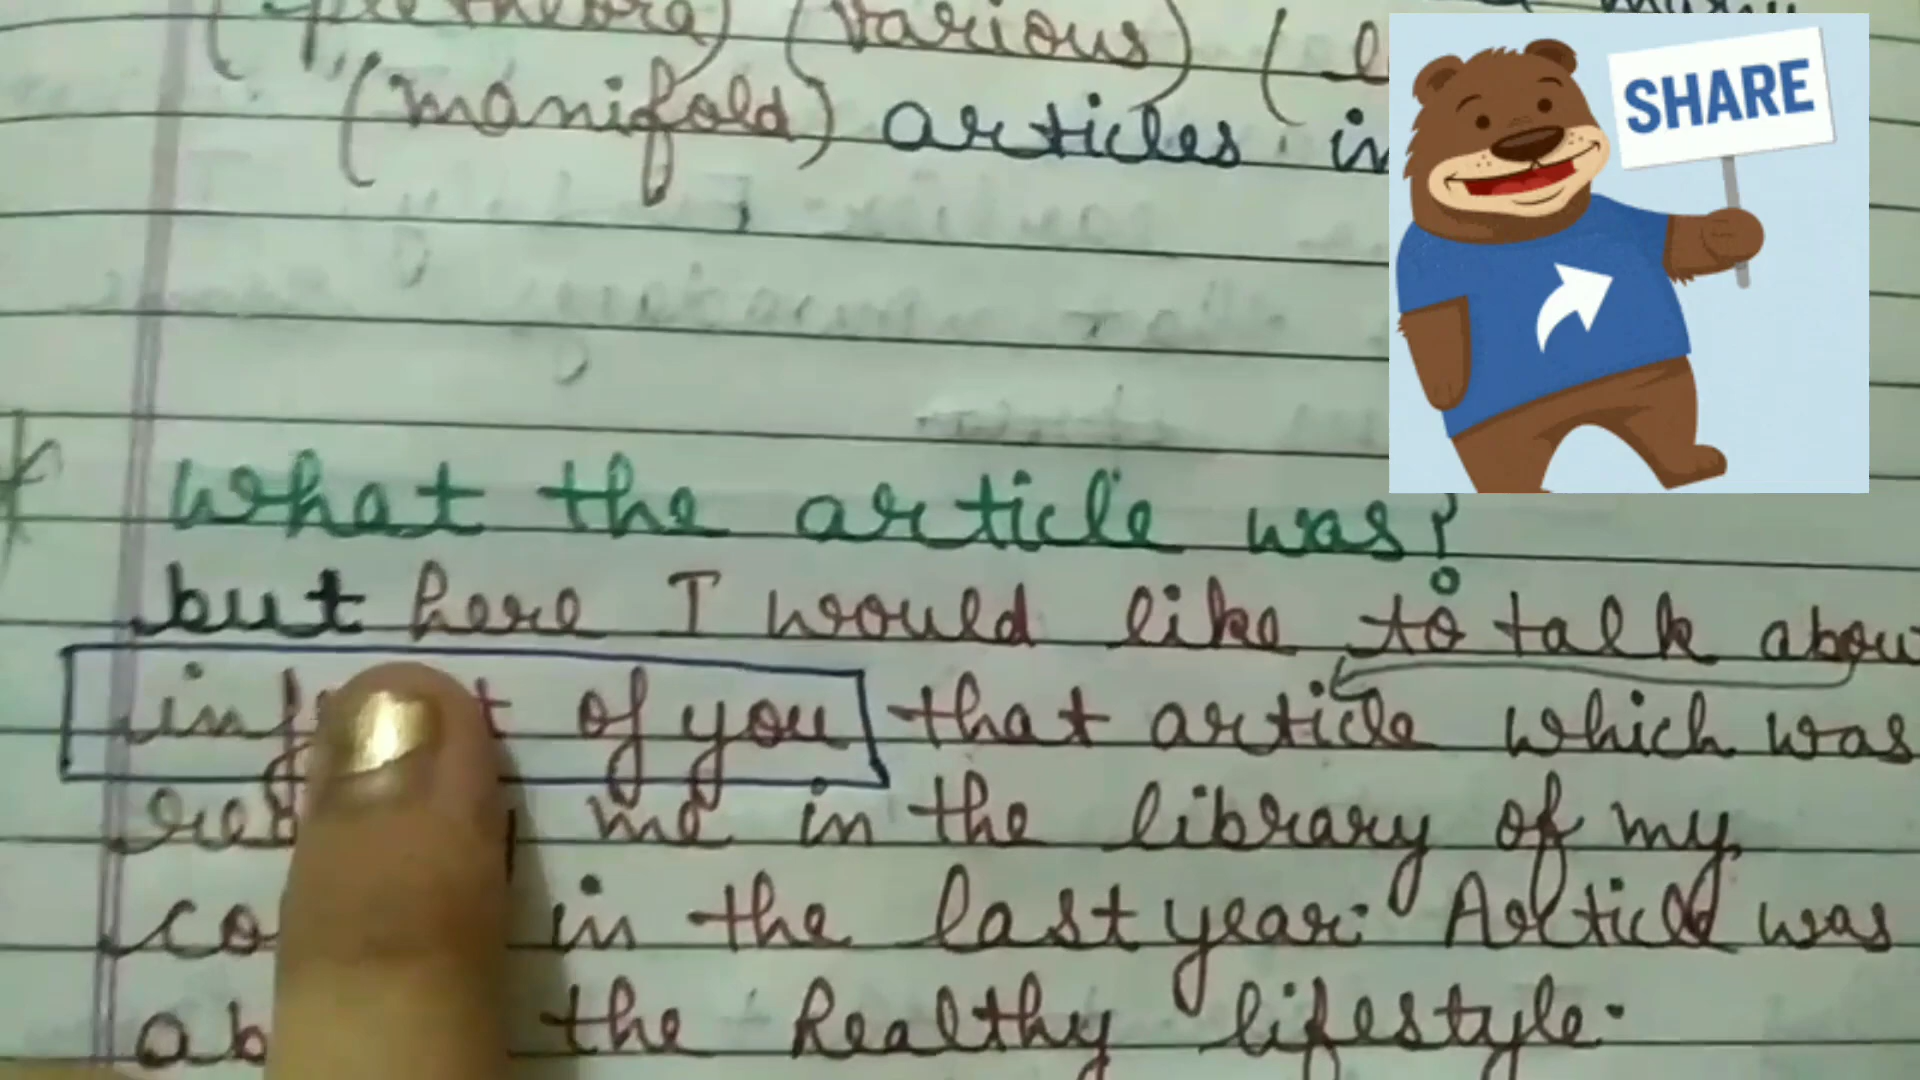 (various)
(manifold) articles in
SHARE
What the article was?
but here I would like to talk about
of you that article which was
me in the library of my
in the last year. Article was
the healthy lifestyle.